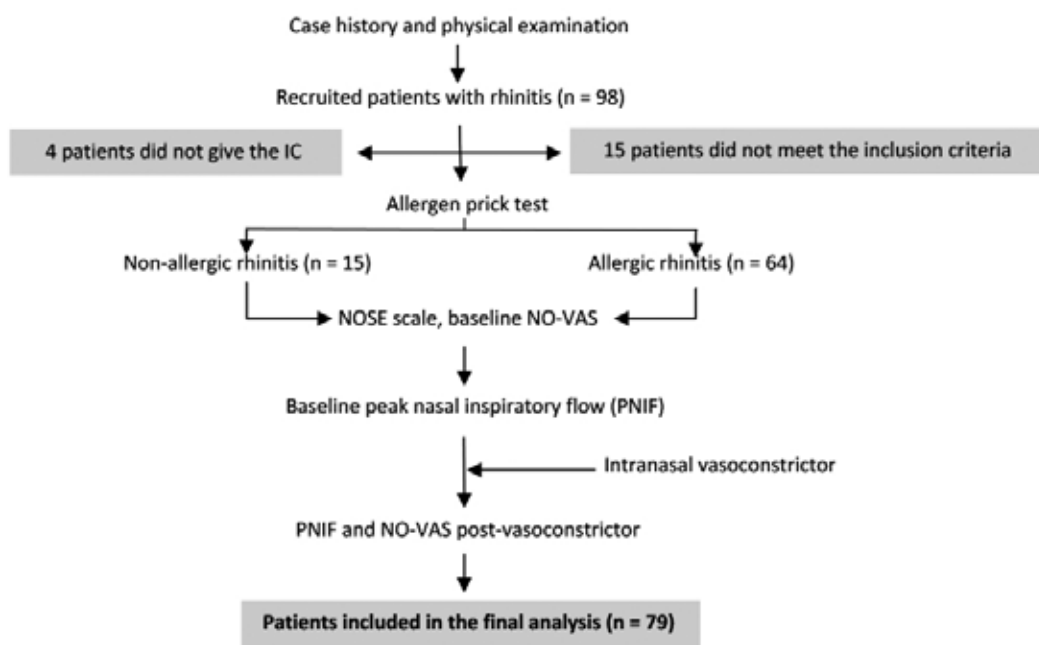 Case history and physical examination
Recruited patients with rhinitis (n = 98)
4 patients did not give the IC
15 patients did not meet the inclusion criteria
Allergen prick test
Non-allergic rhinitis (n = 15)
Allergic rhinitis (n = 64)
NOSE scale, baseline NO-VAS
Baseline peak nasal inspiratory flow (PNIF)
Intranasal vasoconstrictor
PNIF and NO-VAS post-vasoconstrictor
Patients included in the final analysis (n = 79)